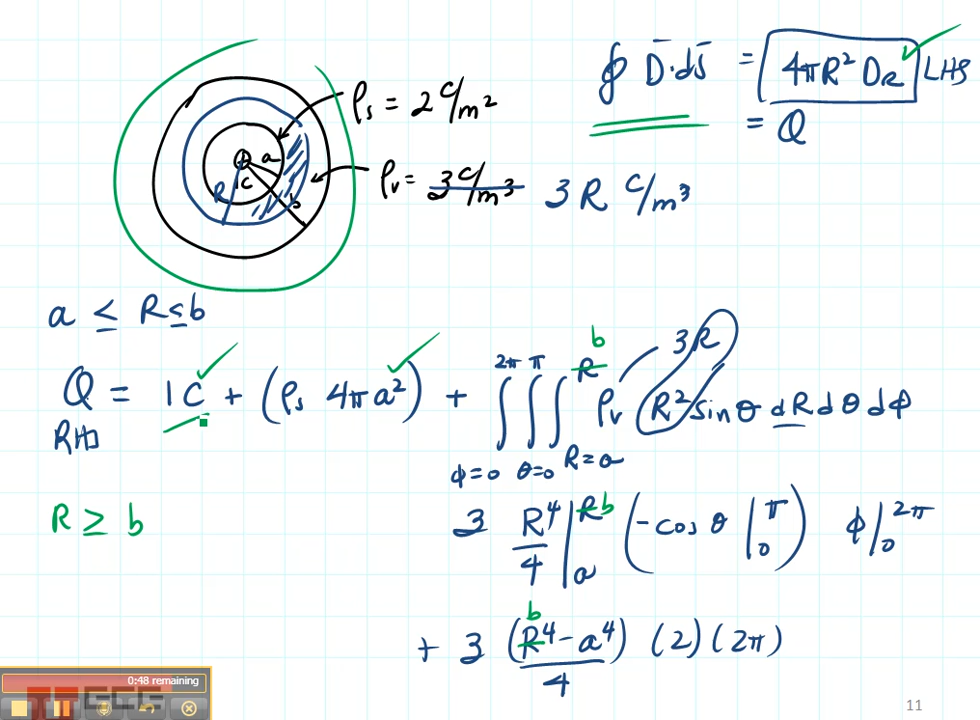 ∮ D̄·ds̄ = 4πR² D_R LHS
= Q
ρs = 2 C/m²
ρv = 3 C/m³ 3R C/m³
a
b
R
1C
a ≤ R ≤ b
Q = 1C + (ρs 4πa²) + ∫∫∫ ρv R² sinθ dR dθ dΦ
2π π R b
3R
Φ=0 θ=0 R=a
R ≥ b
3 R⁴/4 |ₐ R b (-cos θ |₀ π) Φ |₀ 2π
b
+ 3 (R⁴ - a⁴)/4 (2)(2π)
0:48 remaining
11